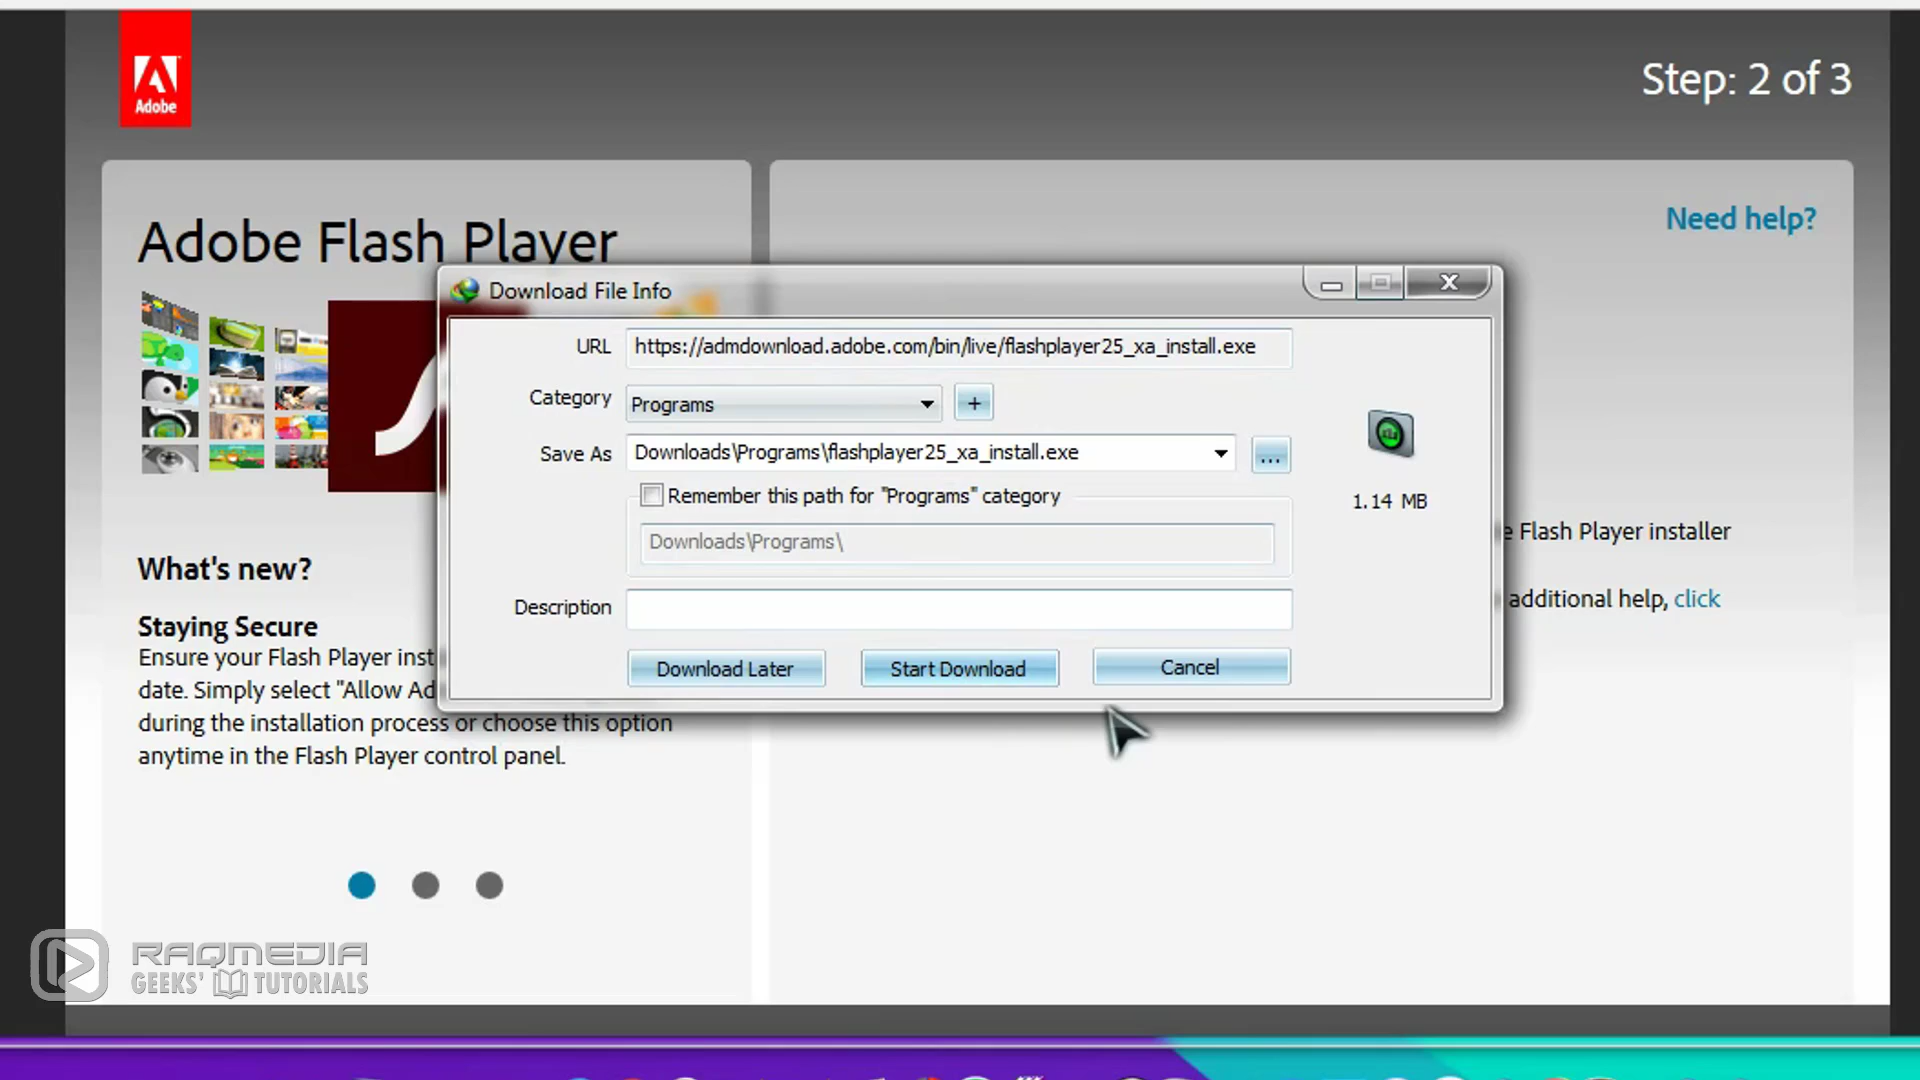 Adobe
Step: 2 of 3
Need help?
Adobe Flash Player
Download File Info
URL
https://admdownload.adobe.com/bin/live/flashplayer25_xa_install.exe
Category
Programs
+
Save As
Downloads\Programs\flashplayer25_xa_install.exe
...
Remember this path for "Programs" category
Downloads\Programs\
1.14 MB
Description
Download Later
Start Download
Cancel
Flash Player installer
additional help, click
What's new?
Staying Secure
Ensure your Flash Player
date. Simply select "Allow
during the installation process or choose this option
anytime in the Flash Player control panel.
RAQMEDIA
GEEKS' TUTORIALS